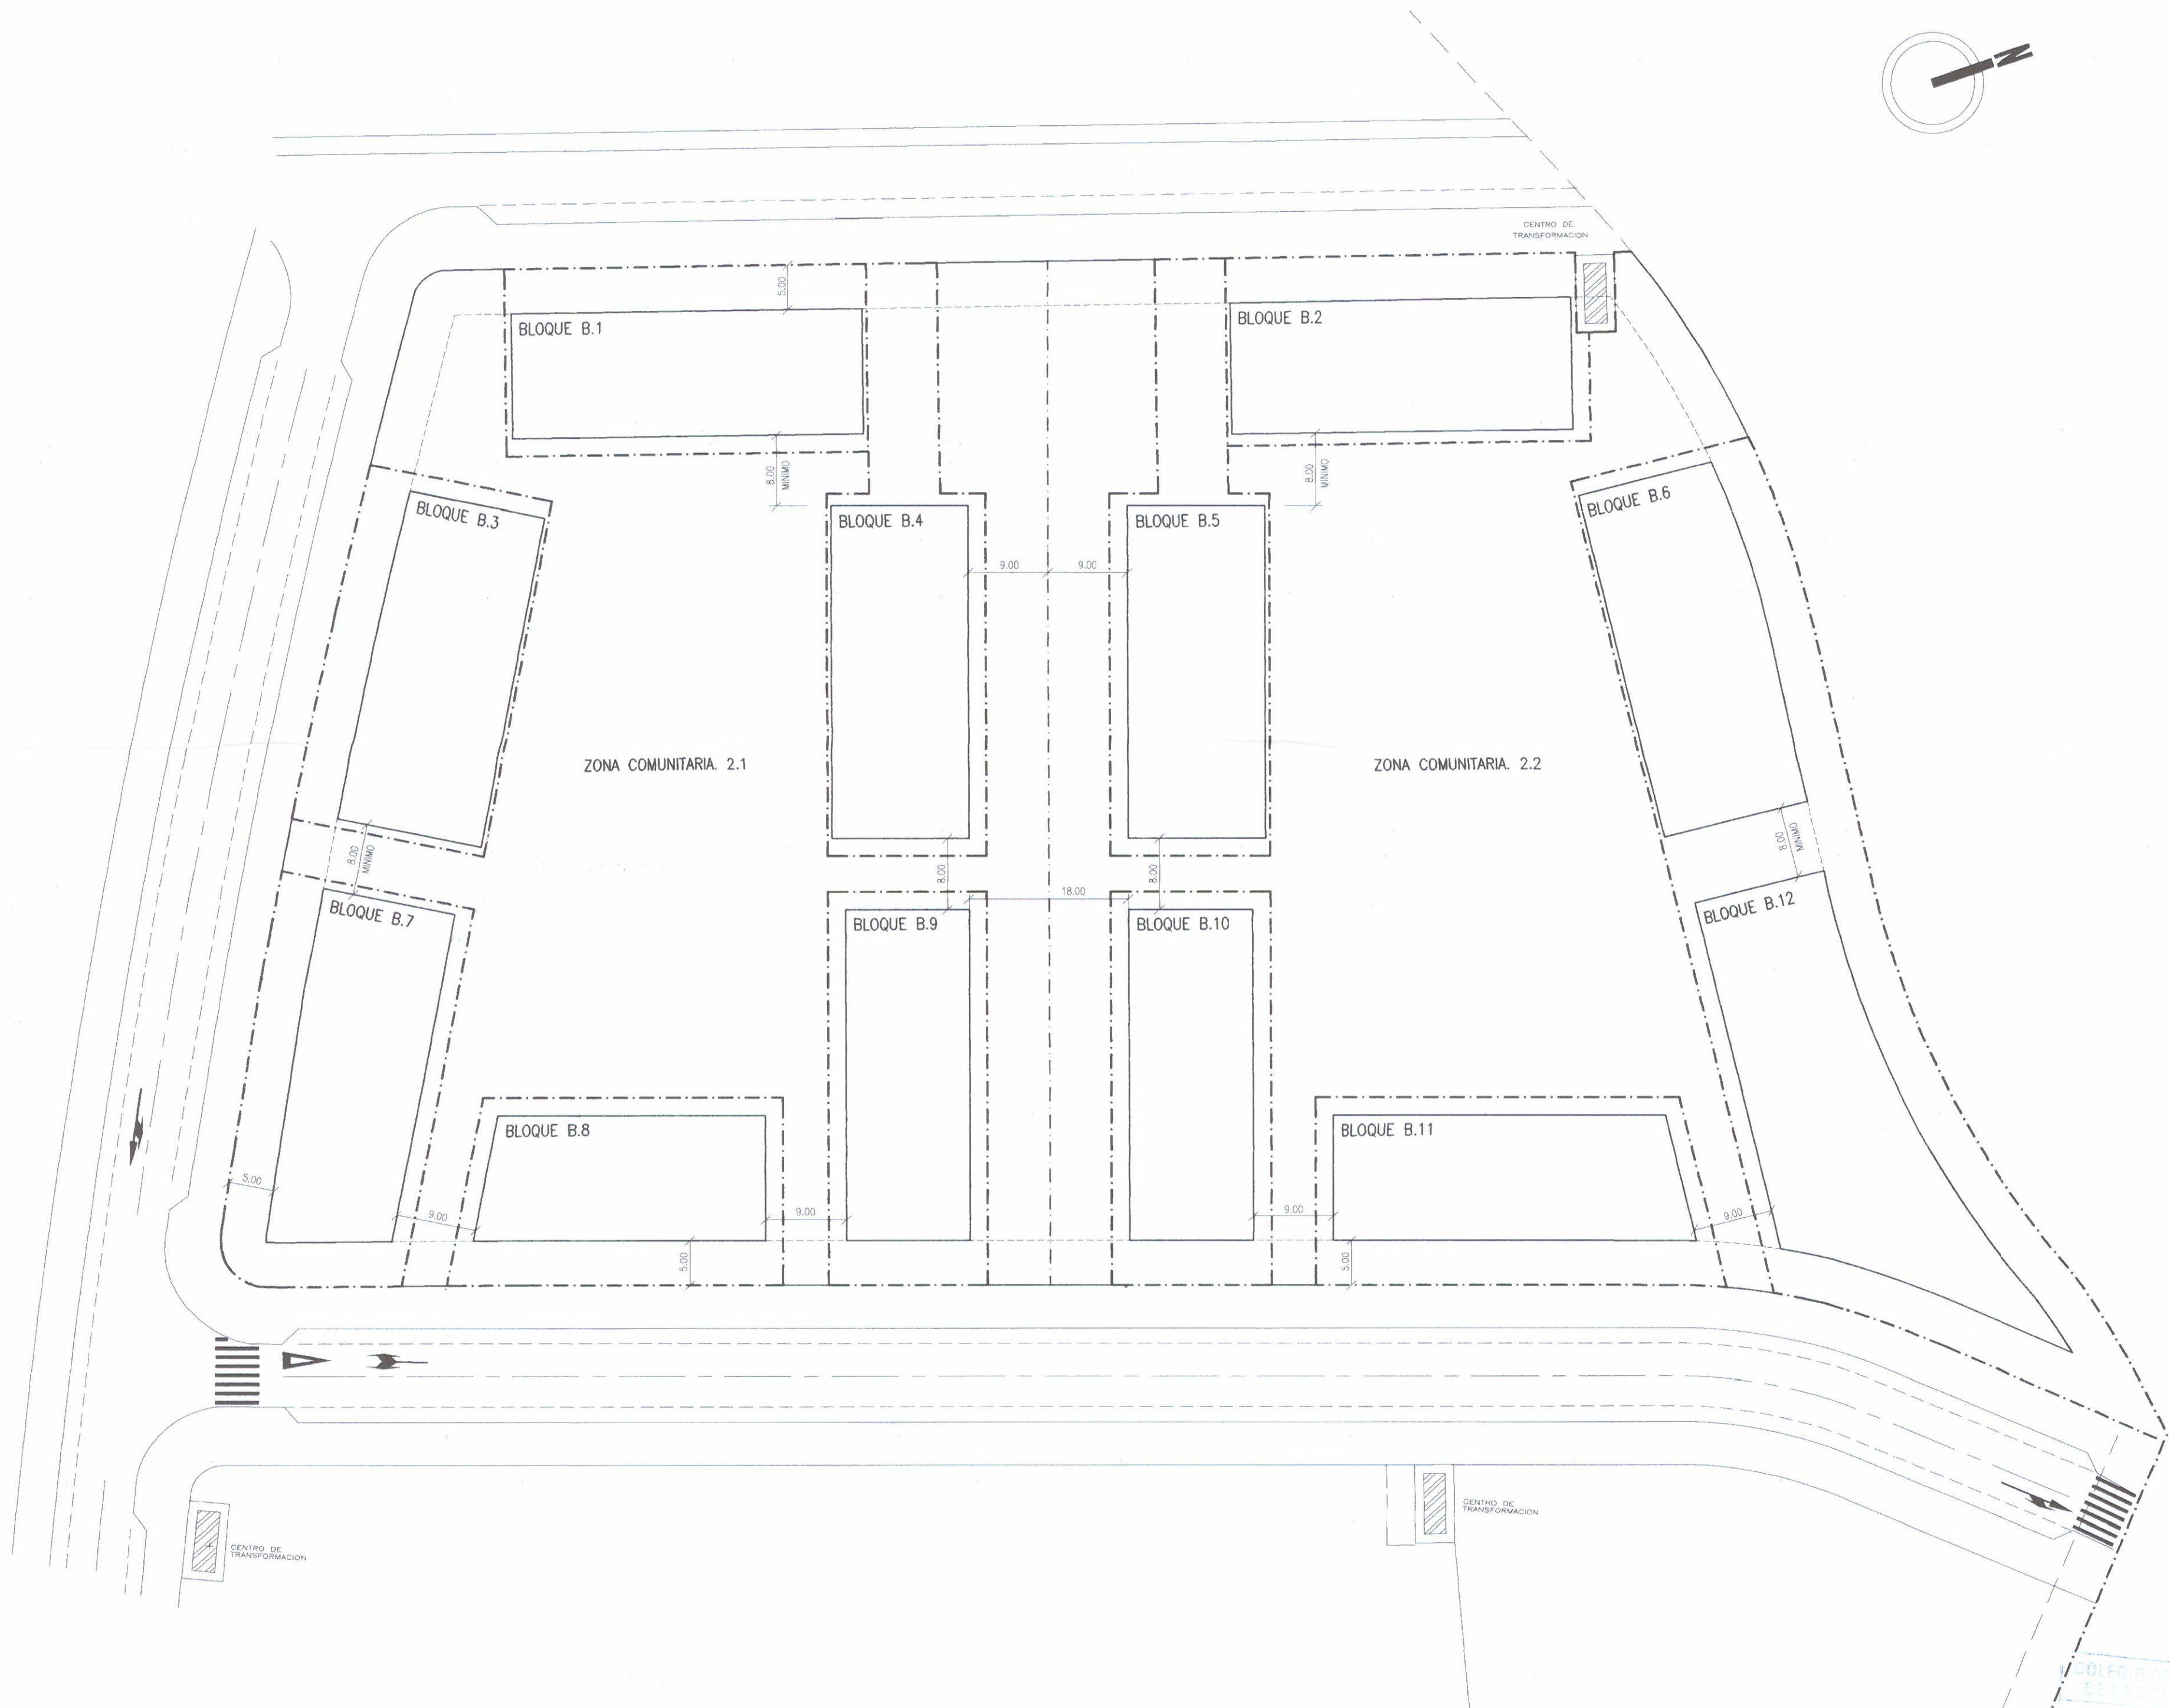 N
CENTRO DE
TRANSFORMACION
5.00
BLOQUE B.1
BLOQUE B.2
8.00
MINIMO
8.00
MINIMO
BLOQUE B.3
BLOQUE B.4
BLOQUE B.5
BLOQUE B.6
9.00
9.00
ZONA COMUNITARIA. 2.1
ZONA COMUNITARIA. 2.2
8.00
MINIMO
8.00
8.00
8.00
MINIMO
18.00
BLOQUE B.7
BLOQUE B.9
BLOQUE B.10
BLOQUE B.12
BLOQUE B.8
BLOQUE B.11
5.00
9.00
9.00
9.00
9.00
5.00
5.00
CENTRO DE
TRANSFORMACION
CENTRO DE
TRANSFORMACION
COLEGIO